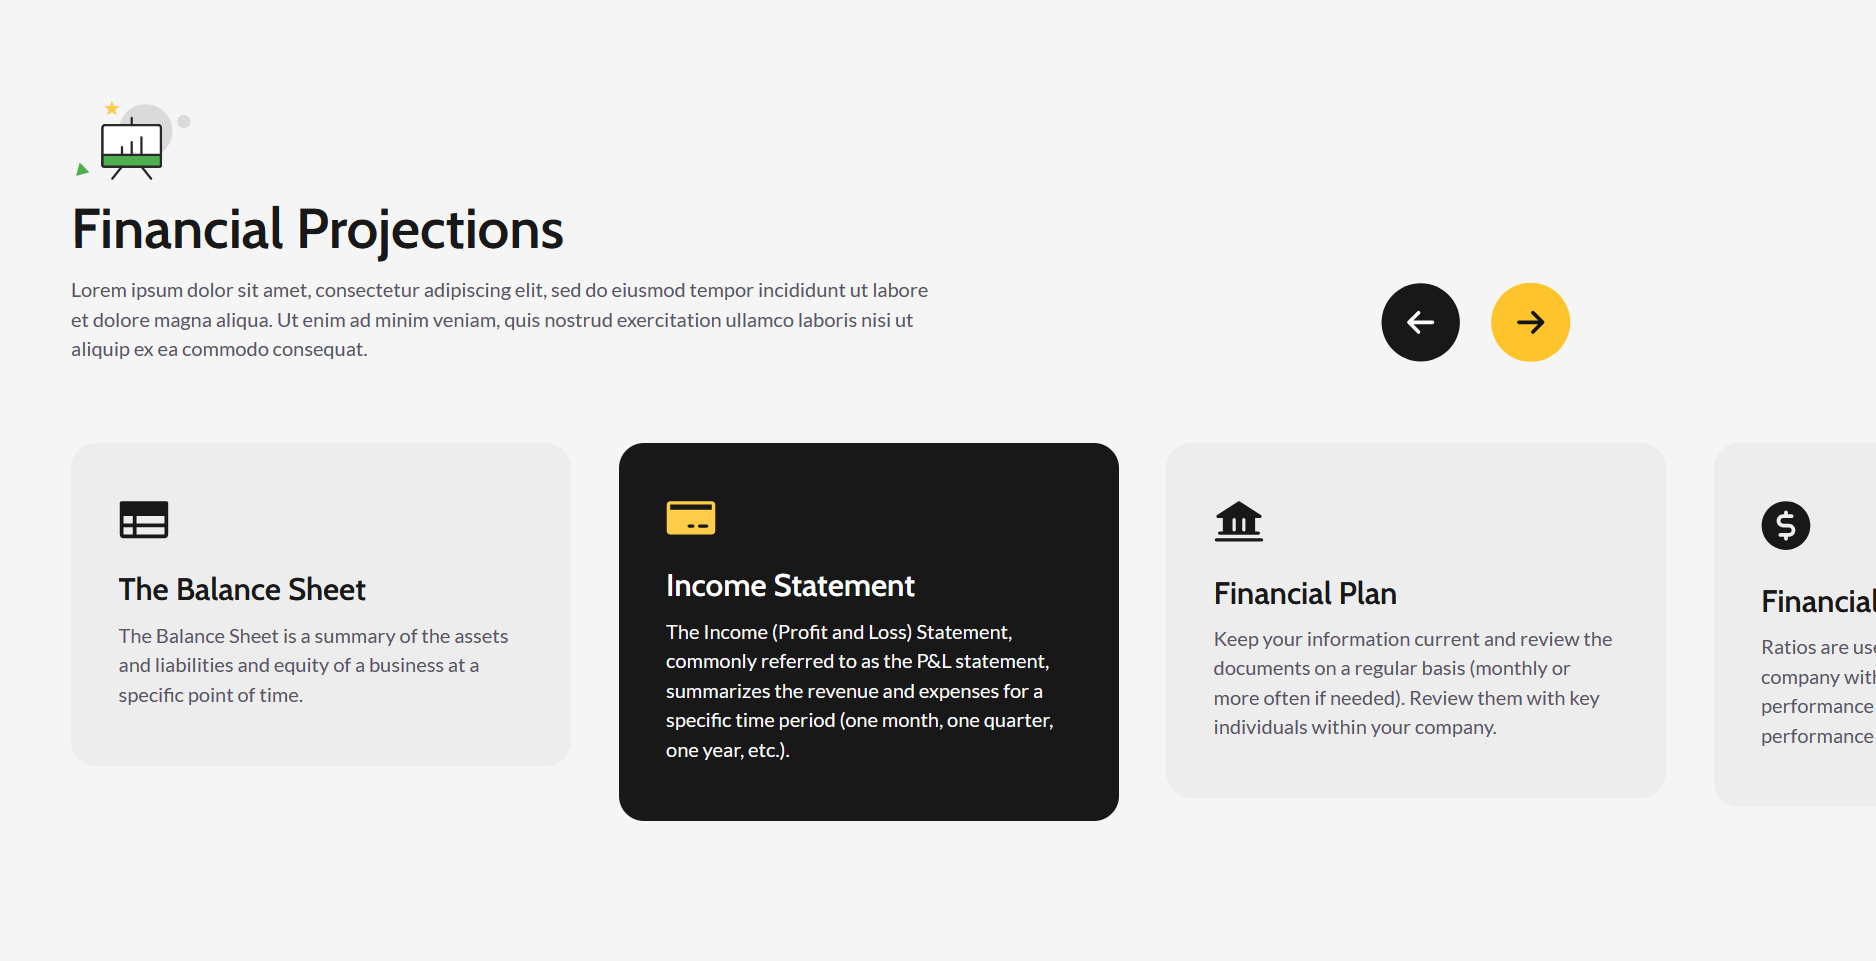 Financial Projections
Lorem ipsum dolor sit amet, consectetur adipiscing elit, sed do eiusmod tempor incididunt ut labore
et dolore magna aliqua. Ut enim ad minim veniam, quis nostrud exercitation ullamco laboris nisi ut
aliquip ex ea commodo consequat.
The Balance Sheet
The Balance Sheet is a summary of the assets
and liabilities and equity of a business at a
specific point of time.
Income Statement
The Income (Profit and Loss) Statement,
commonly referred to as the P&L statement,
summarizes the revenue and expenses for a
specific time period (one month, one quarter,
one year, etc.).
Financial Plan
Keep your information current and review the
documents on a regular basis (monthly or
more often if needed). Review them with key
individuals within your company.
Financial
Ratios are
company
performance
performance